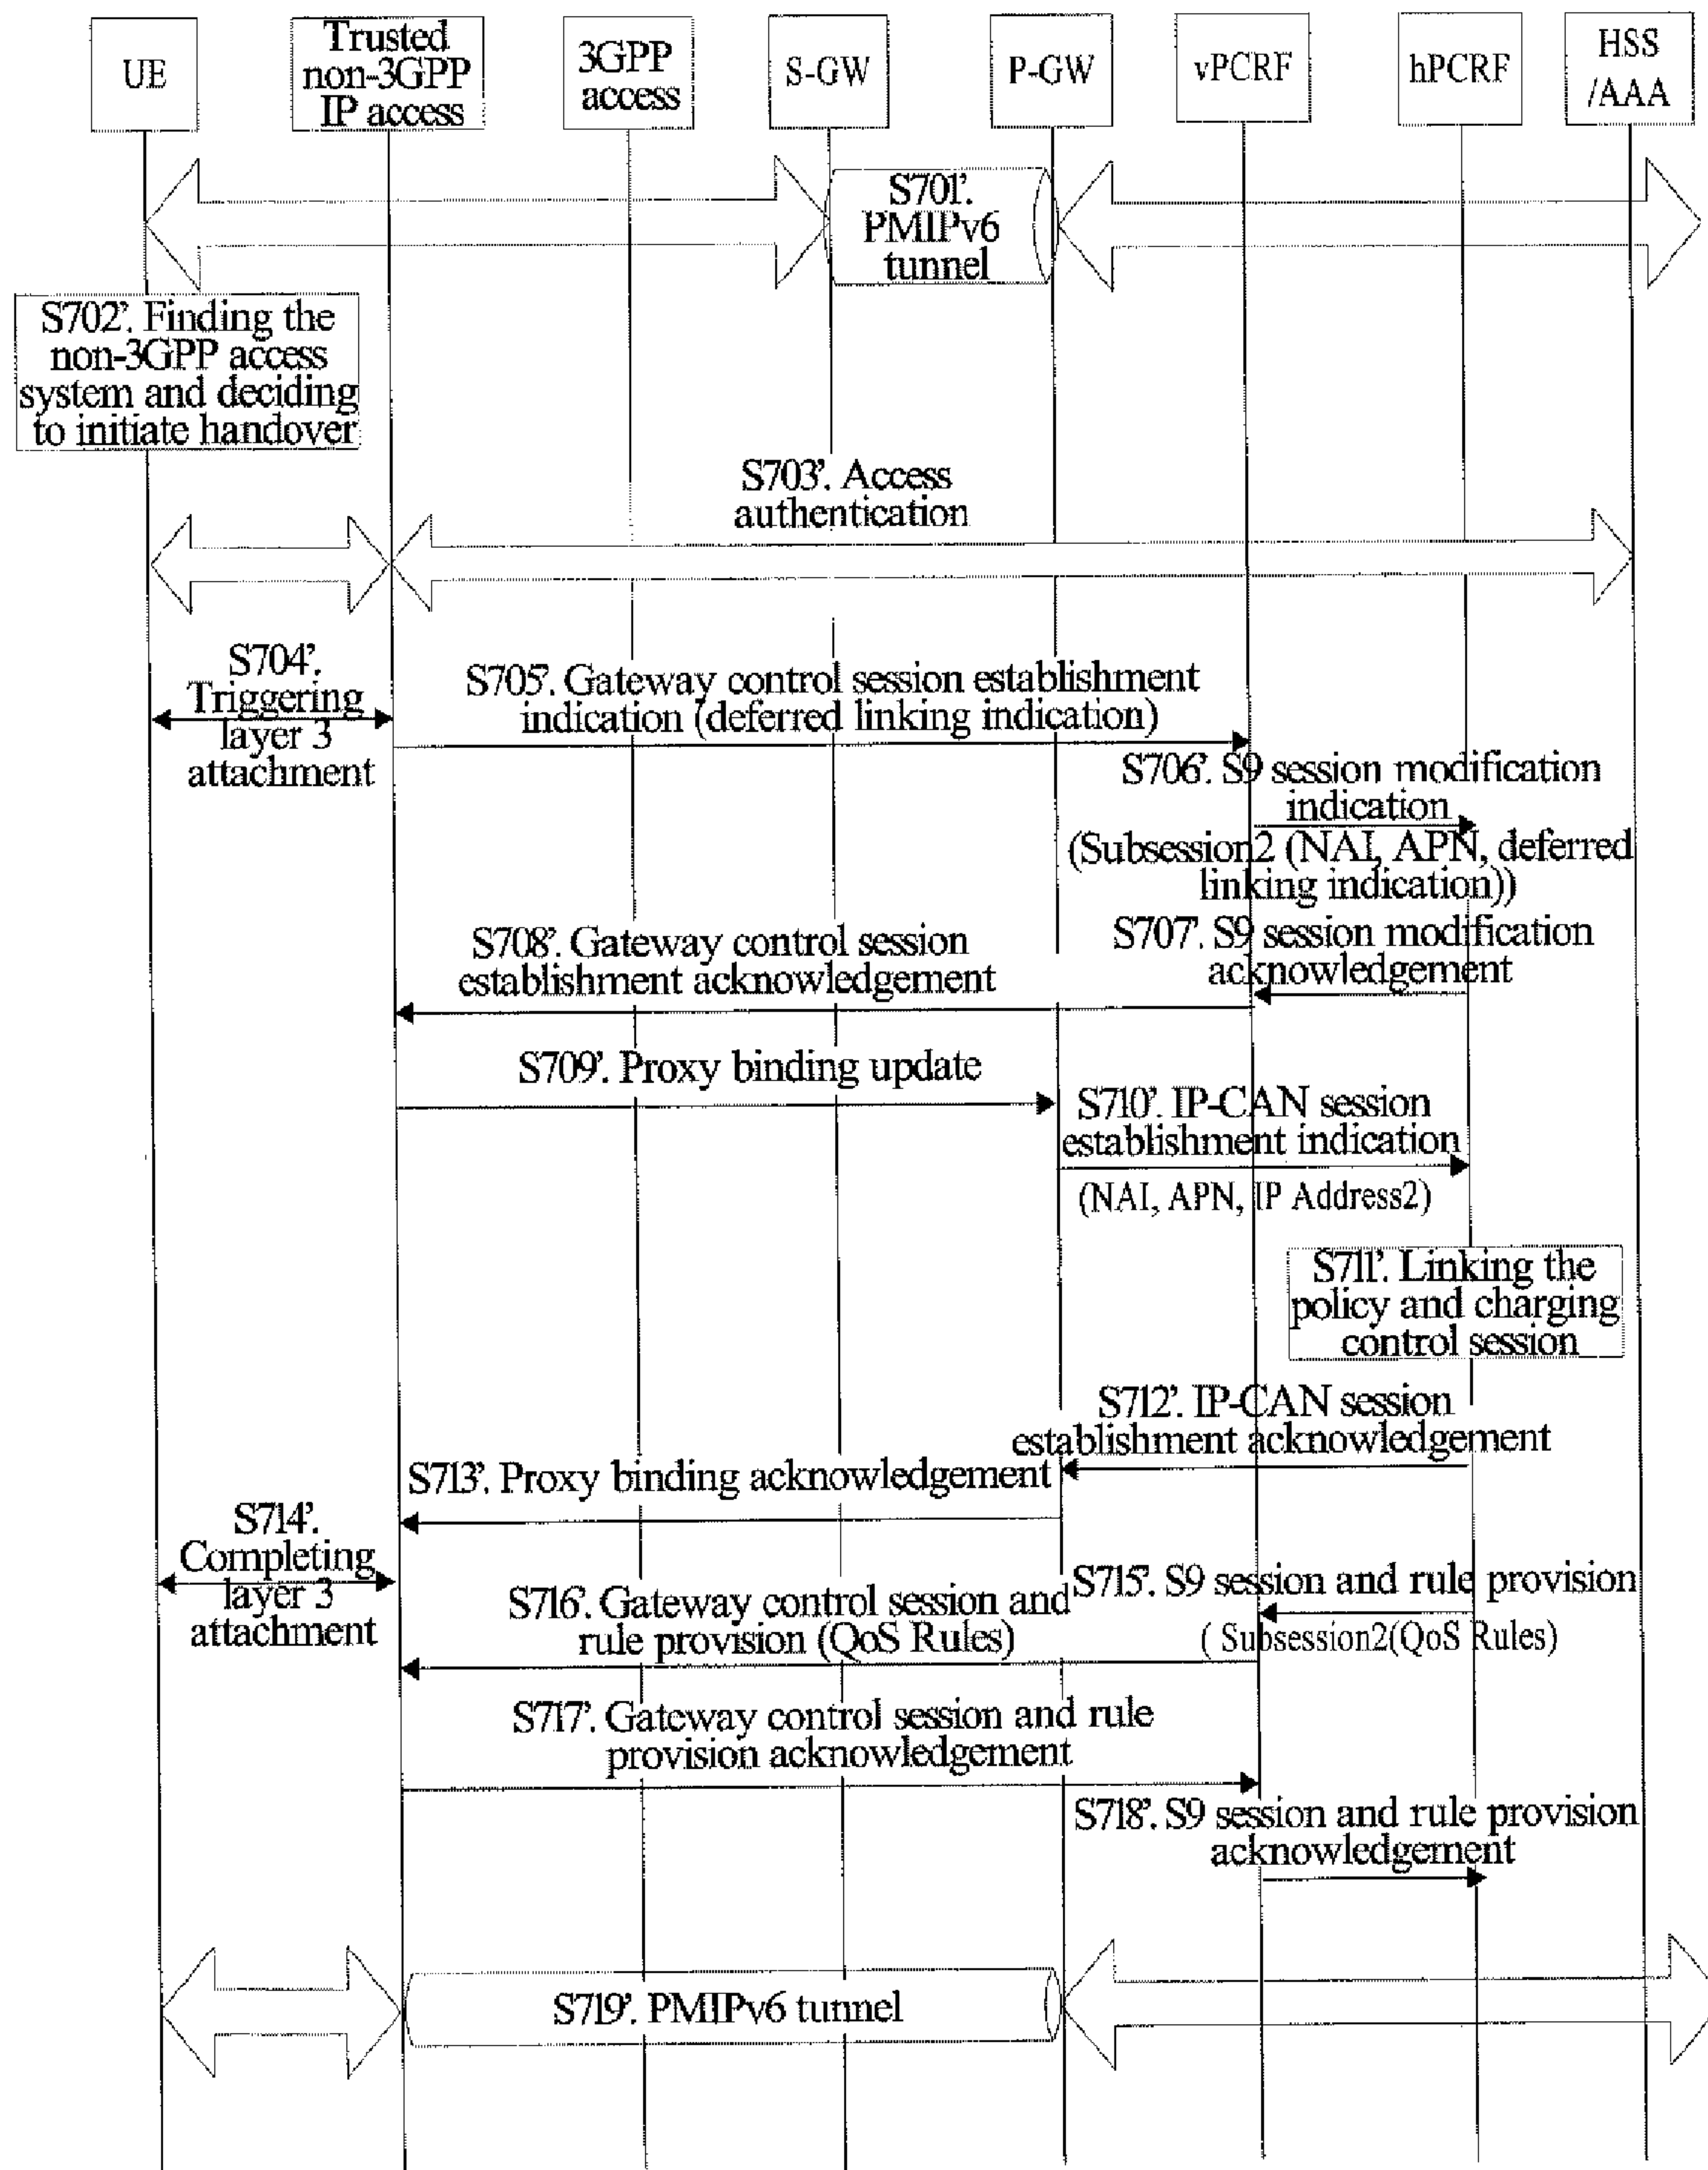 UE
Trusted
non-3GPP
IP access
3GPP
access
S-GW
P-GW
vPCRF
hPCRF
HSS
/AAA
S701'.
PMIPv6
tunnel
S702'. Finding the
non-3GPP access
system and deciding
to initiate handover
S703'. Access
authentication
S704'.
Triggering
layer 3
attachment
S705'. Gateway control session establishment
indication (deferred linking indication)
S706'. S9 session modification
indication
(Subsession2 (NAI, APN, deferred
linking indication))
S707'. S9 session modification
acknowledgement
S708'. Gateway control session
establishment acknowledgement
S709'. Proxy binding update
S710'. IP-CAN session
establishment indication
(NAI, APN, IP Address2)
S711'. Linking the
policy and charging
control session
S712'. IP-CAN session
establishment acknowledgement
S713'. Proxy binding acknowledgement
S714'.
Completing
layer 3
attachment
S715'. S9 session and rule provision
( Subsession2(QoS Rules)
S716'. Gateway control session and
rule provision (QoS Rules)
S717'. Gateway control session and rule
provision acknowledgement
S718'. S9 session and rule provision
acknowledgement
S719'. PMIPv6 tunnel